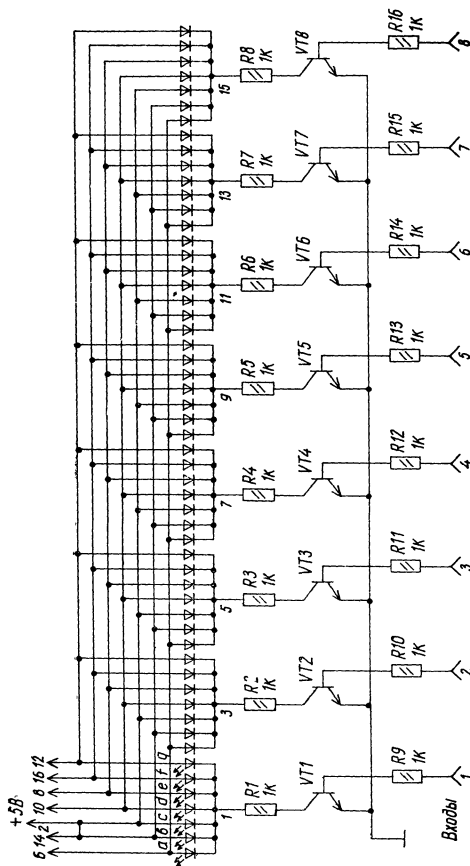 +5В
6 14 2 10 8 16 12
a b c d e f g
1 3 5 7 9 11 13 15
R1 R2 R3 R4 R5 R6 R7 R8
1К 1К 1К 1К 1К 1К 1К 1К
VT1 VT2 VT3 VT4 VT5 VT6 VT7 VT8
R9 R10 R11 R12 R13 R14 R15 R16
1К 1К 1К 1К 1К 1К 1К 1К
1 2 3 4 5 6 7 8
Входы